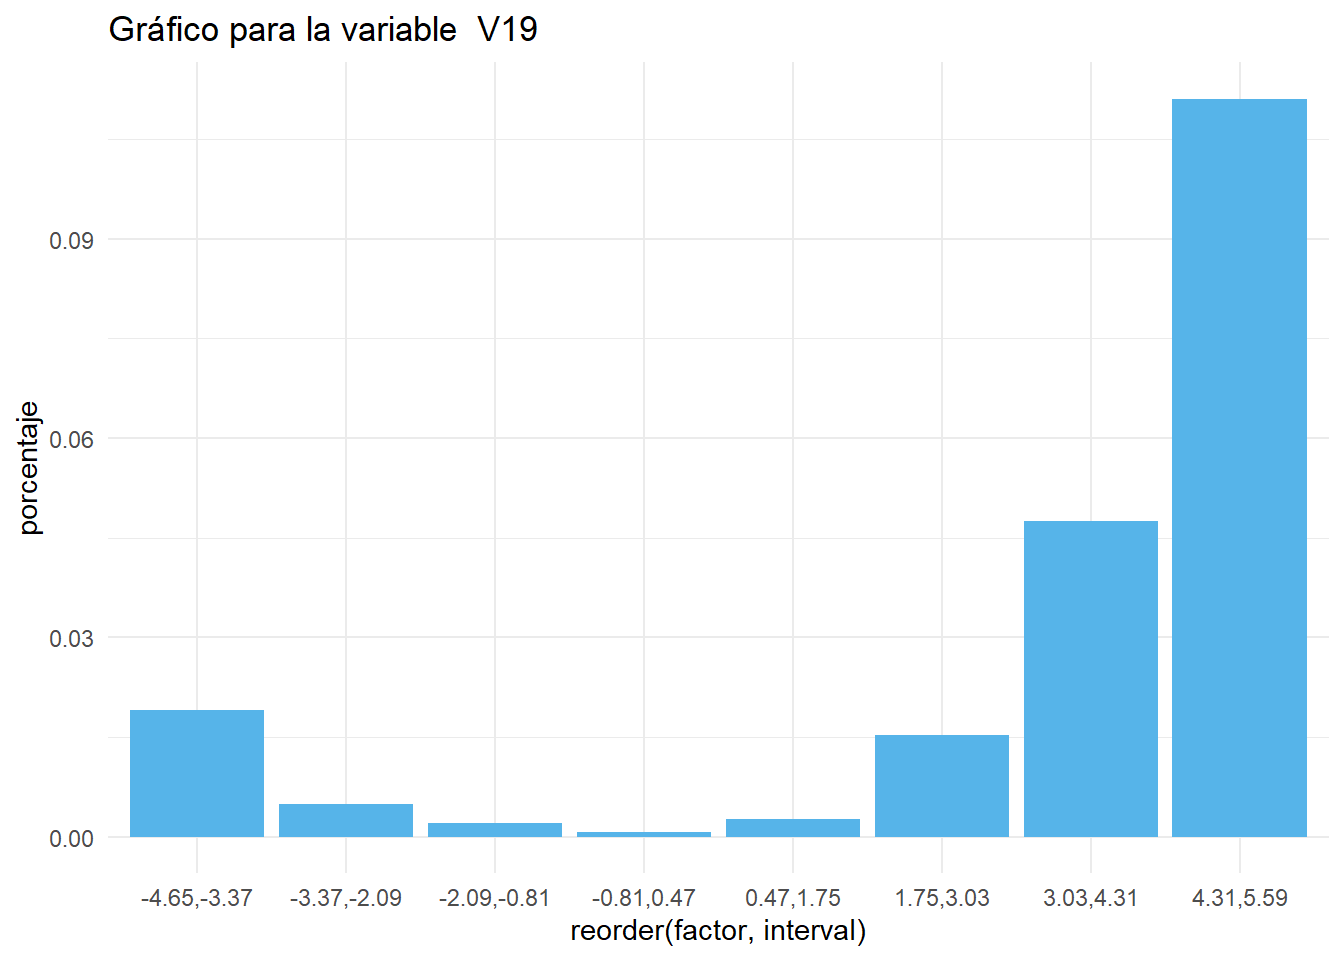 Gráfico para la variable  V19
porcentaje
0.09
0.06
0.03
0.00
-4.65,-3.37 -3.37,-2.09 -2.09,-0.81 -0.81,0.47 0.47,1.75 1.75,3.03 3.03,4.31 4.31,5.59
reorder(factor, interval)